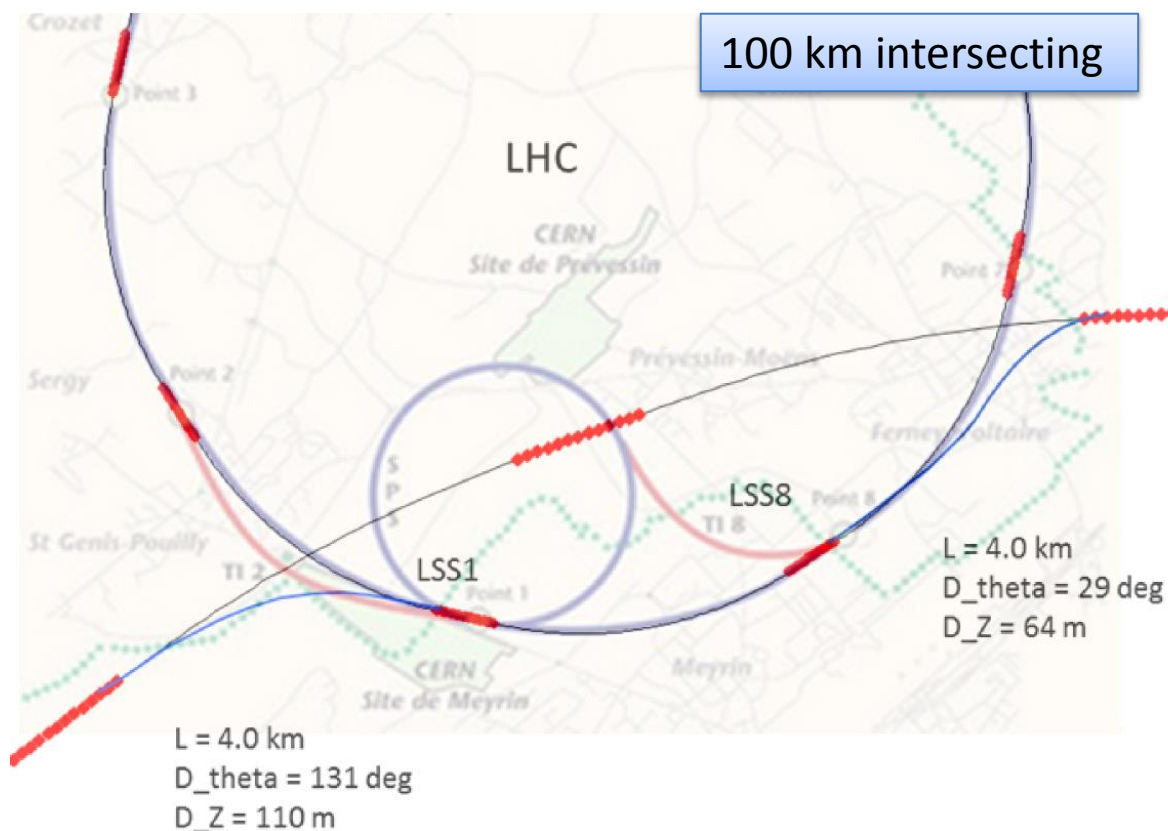 Crozet
100 km intersecting
Point 3
LHC
CERN
Site de Prévessin
Point 7
Point 2
Sergy
Prévessin-Moëns
Ferney-Voltaire
S
P
S
LSS8
Point 8
St Genis-Pouilly
TI 8
TI 2
LSS1
Point 1
L = 4.0 km
D_theta = 29 deg
D_Z = 64 m
CERN
Site de Meyrin
Meyrin
L = 4.0 km
D_theta = 131 deg
D_Z = 110 m